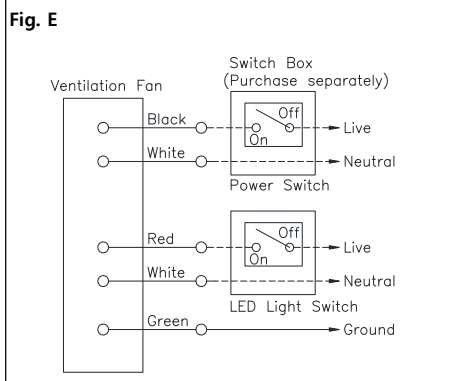 Fig. E
Switch Box
(Purchase separately)
Ventilation Fan
Black
Off
On
Live
White
Neutral
Power Switch
Red
Off
On
Live
White
Neutral
LED Light Switch
Green
Ground